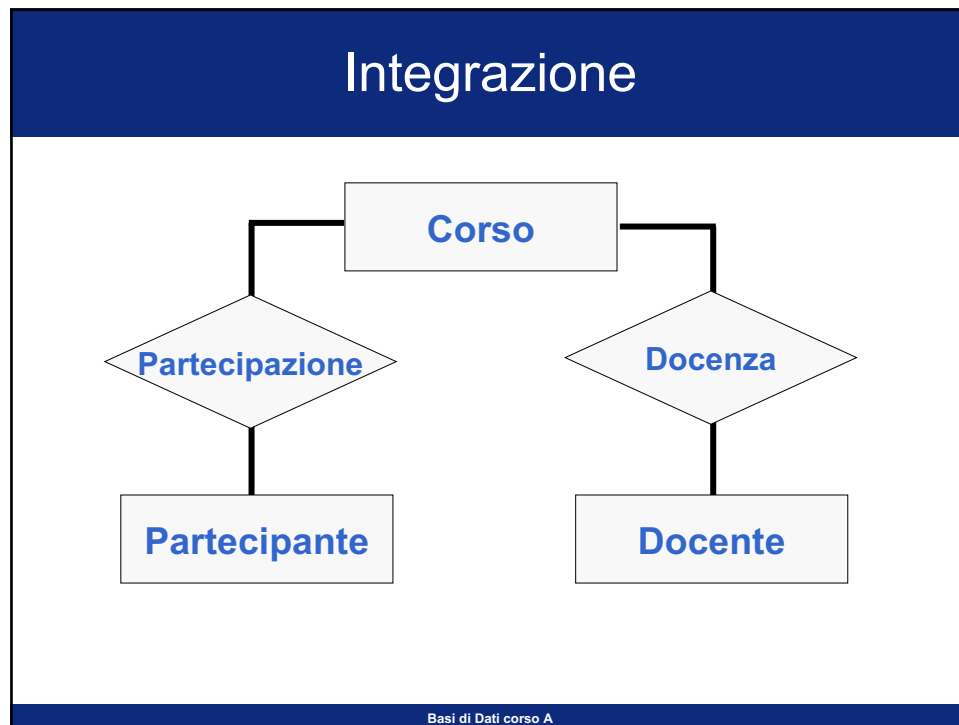 Integrazione
Corso
Partecipazione
Docenza
Partecipante
Docente
Basi di Dati corso A